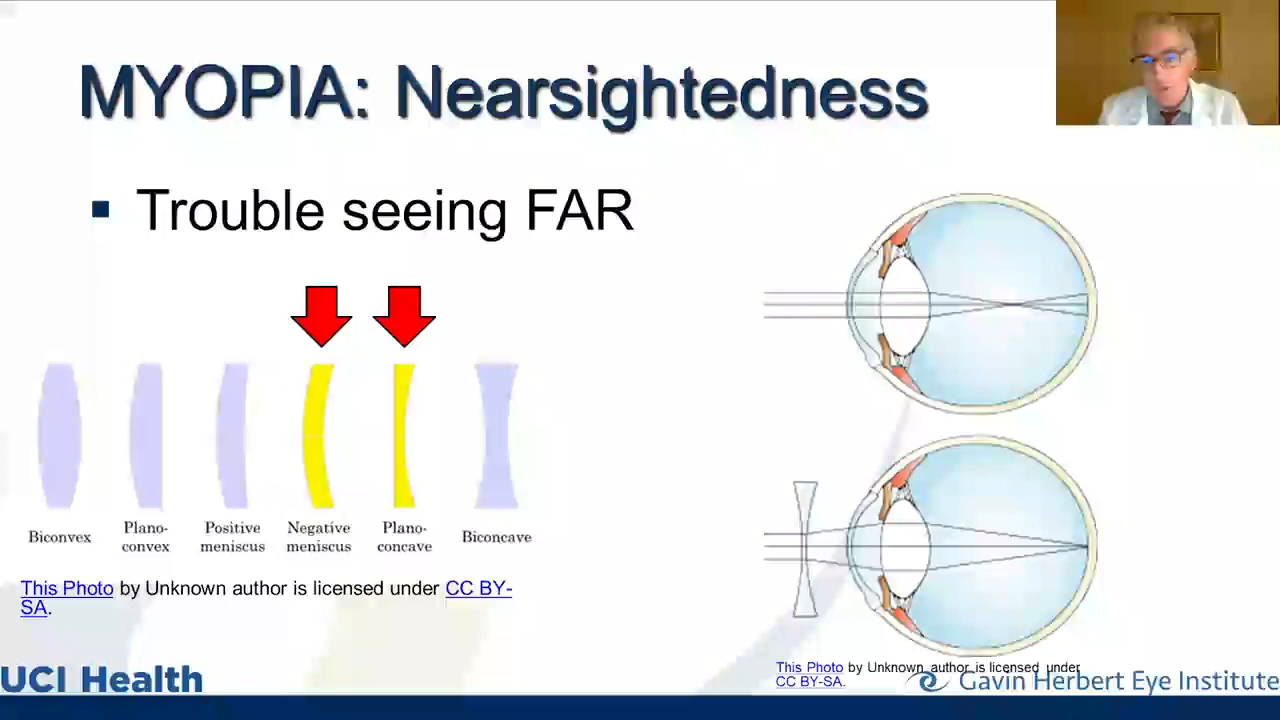 MYOPIA: Nearsightedness
▪ Trouble seeing FAR
Biconvex
Plano-
convex
Positive
meniscus
Negative
meniscus
Plano-
concave
Biconcave
This Photo by Unknown author is licensed under CC BY-
SA.
This Photo by Unknown author is licensed under
CC BY-SA.
UCI Health
Gavin Herbert Eye Institute